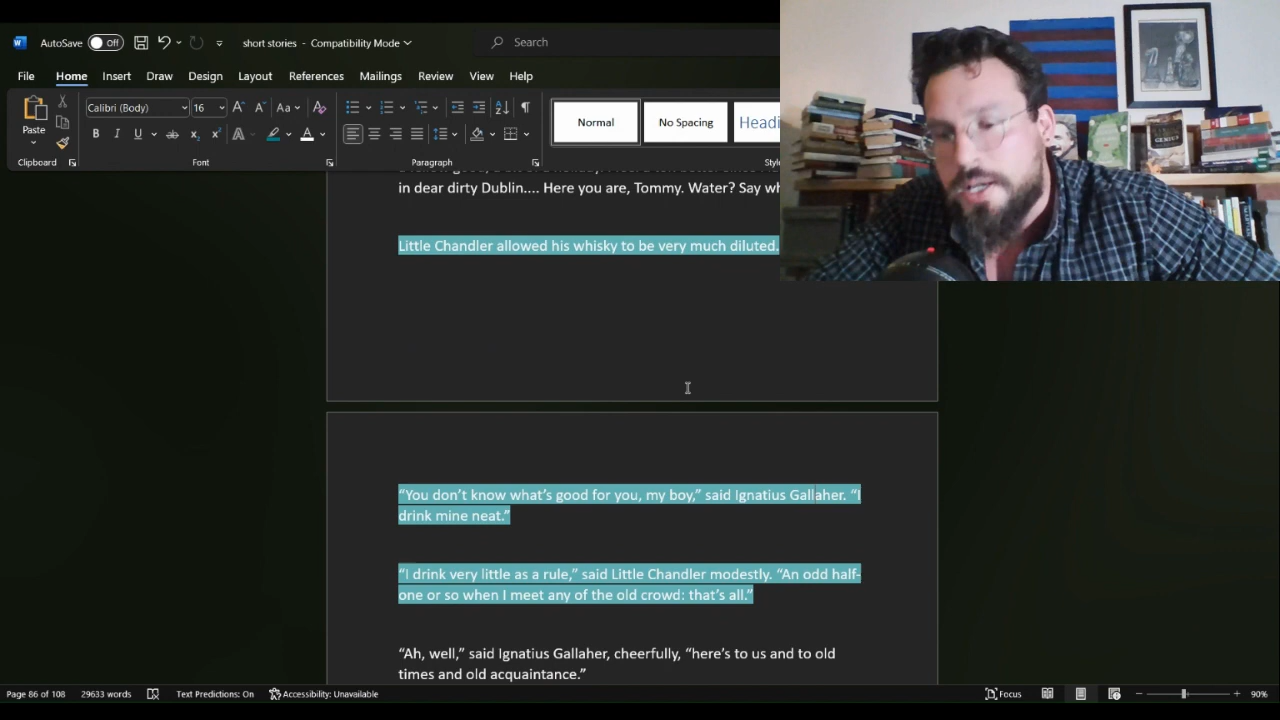 AutoSave Off short stories - Compatibility Mode Search
File Home Insert Draw Design Layout References Mailings Review View Help
Calibri (Body) 16 Aa
Paste B I U ab x₂ x² A A Normal No Spacing Headi
Clipboard Font Paragraph Style
in dear dirty Dublin.... Here you are, Tommy. Water? Say wh
Little Chandler allowed his whisky to be very much diluted.
“You don’t know what’s good for you, my boy,” said Ignatius Gallaher. “I
drink mine neat.”
“I drink very little as a rule,” said Little Chandler modestly. “An odd half-
one or so when I meet any of the old crowd: that’s all.”
“Ah, well,” said Ignatius Gallaher, cheerfully, “here’s to us and to old
times and old acquaintance.”
Page 86 of 108 29633 words Text Predictions: On Accessibility: Unavailable Focus 90%
GENIUS